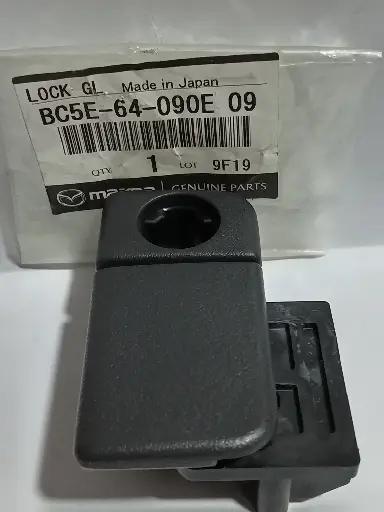 LOCK GL Made in Japan
BC5E-64-090E 09
QTY 1 LOT 9F19
mazda GENUINE PARTS